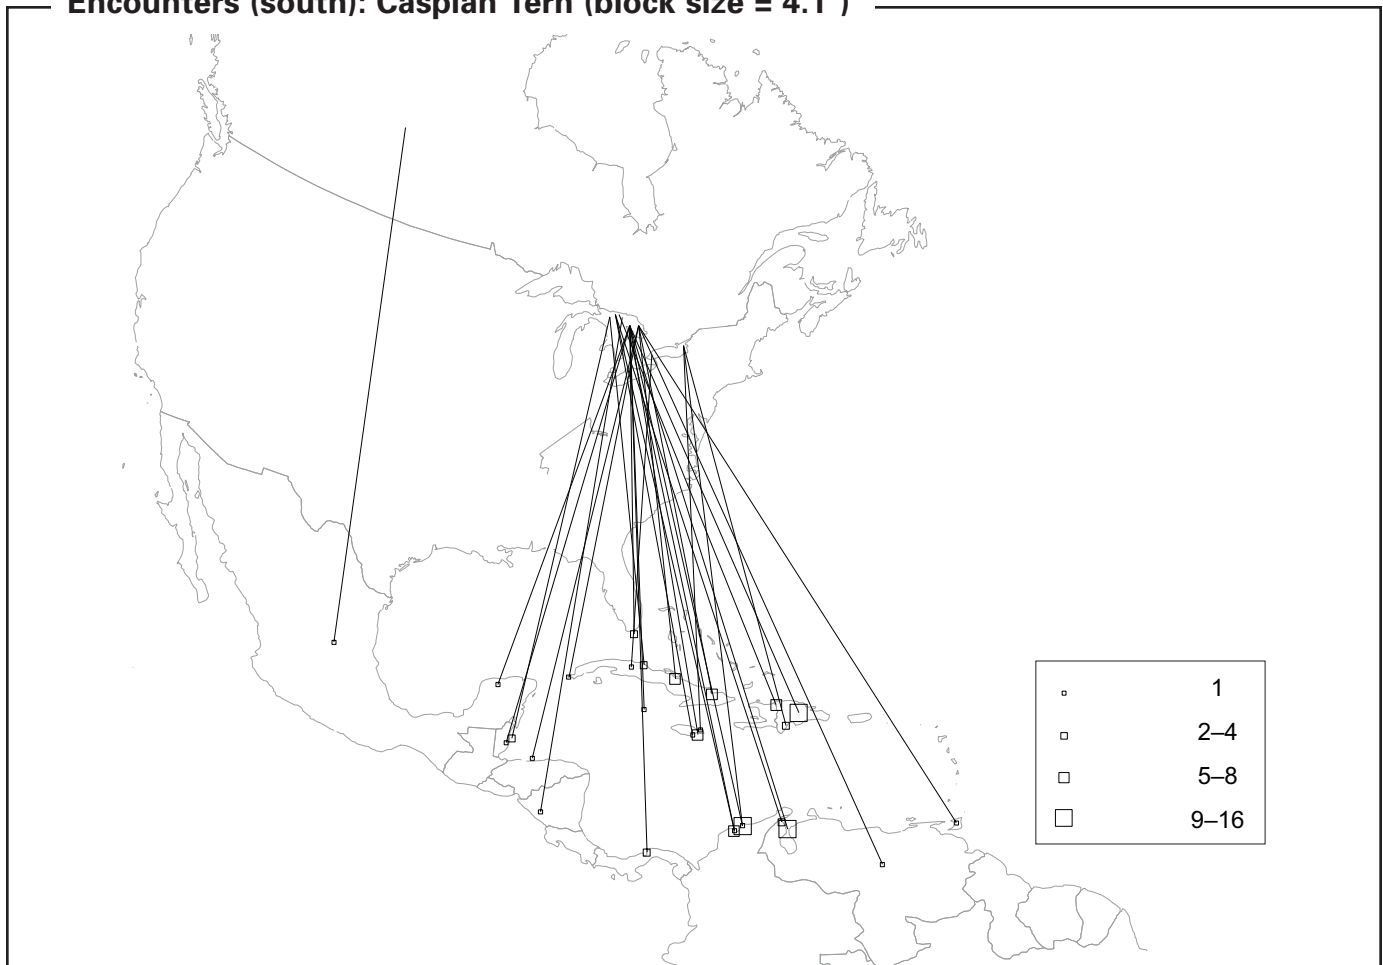 Encounters (south): Caspian Tern (block size = 4.1°)
1
2–4
5–8
9–16